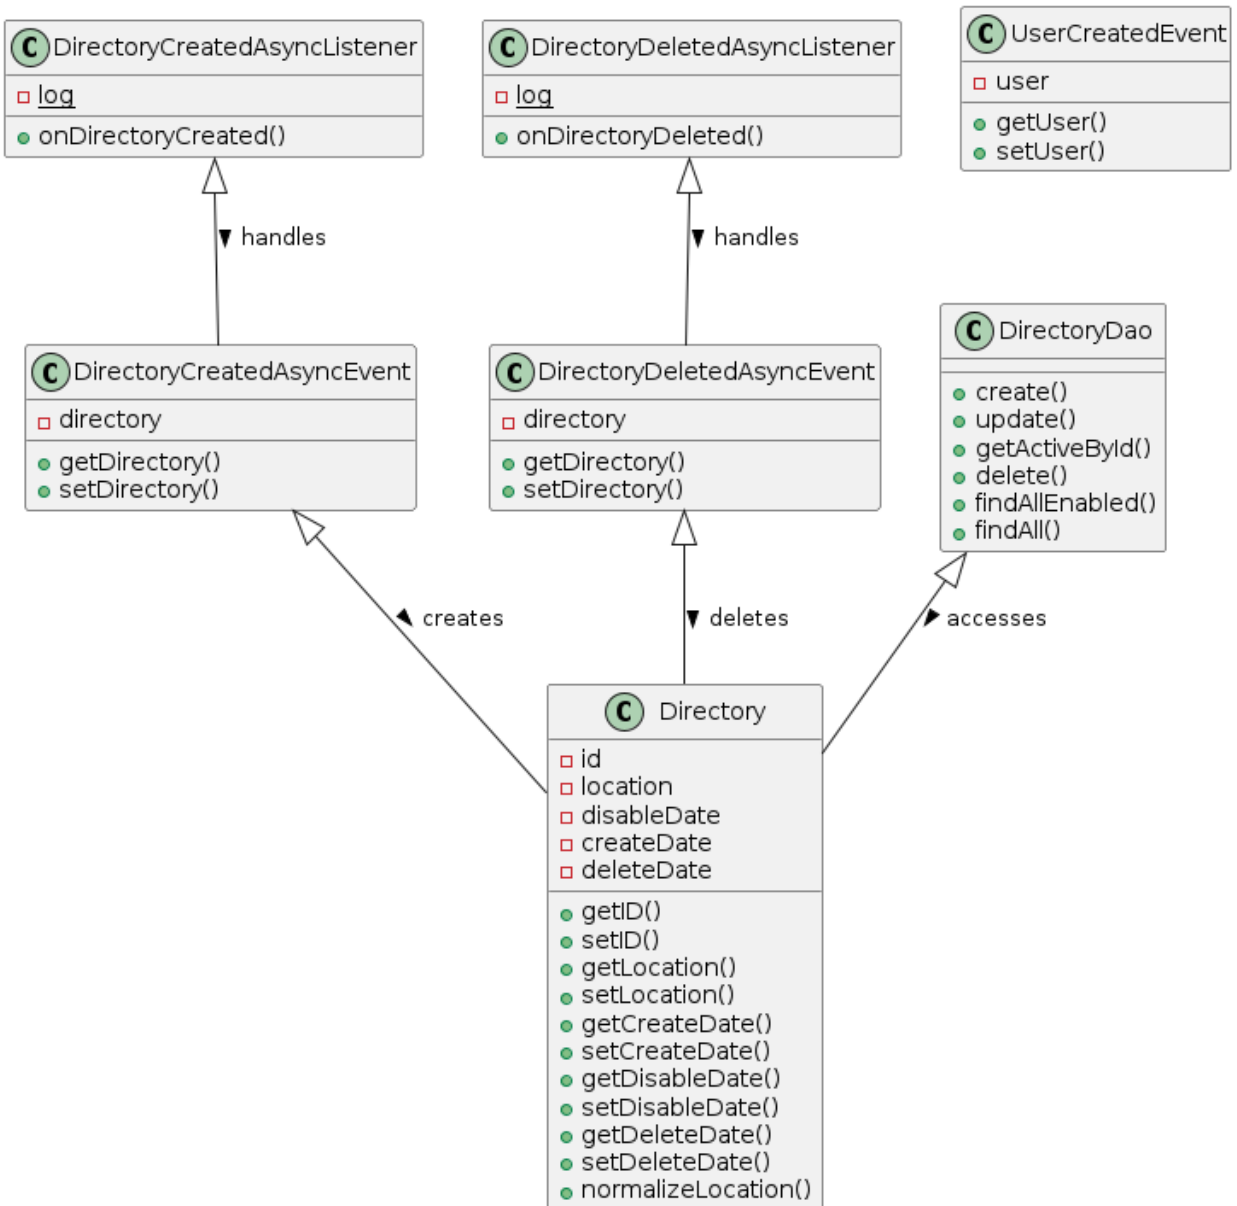 C DirectoryCreatedAsyncListener
log
onDirectoryCreated()
C DirectoryDeletedAsyncListener
log
onDirectoryDeleted()
C UserCreatedEvent
user
getUser()
setUser()
handles
handles
C DirectoryCreatedAsyncEvent
directory
getDirectory()
setDirectory()
C DirectoryDeletedAsyncEvent
directory
getDirectory()
setDirectory()
C DirectoryDao
create()
update()
getActiveById()
delete()
findAllEnabled()
findAll()
creates
deletes
accesses
C Directory
id
location
disableDate
createDate
deleteDate
getID()
setID()
getLocation()
setLocation()
getCreateDate()
setCreateDate()
getDisableDate()
setDisableDate()
getDeleteDate()
setDeleteDate()
normalizeLocation()